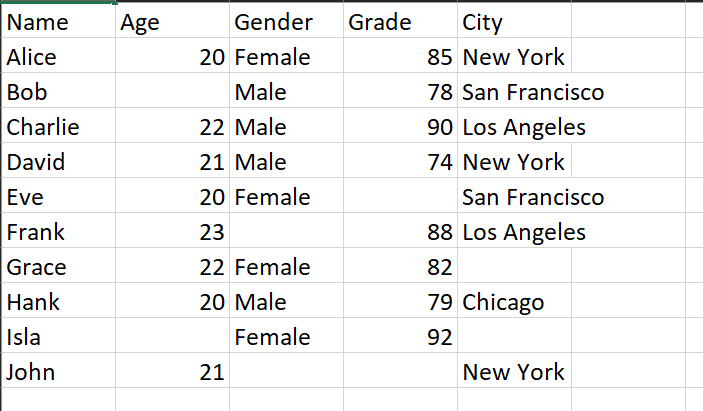 Name Age Gender Grade City
Alice 20 Female 85 New York
Bob Male 78 San Francisco
Charlie 22 Male 90 Los Angeles
David 21 Male 74 New York
Eve 20 Female San Francisco
Frank 23 88 Los Angeles
Grace 22 Female 82
Hank 20 Male 79 Chicago
Isla Female 92
John 21 New York